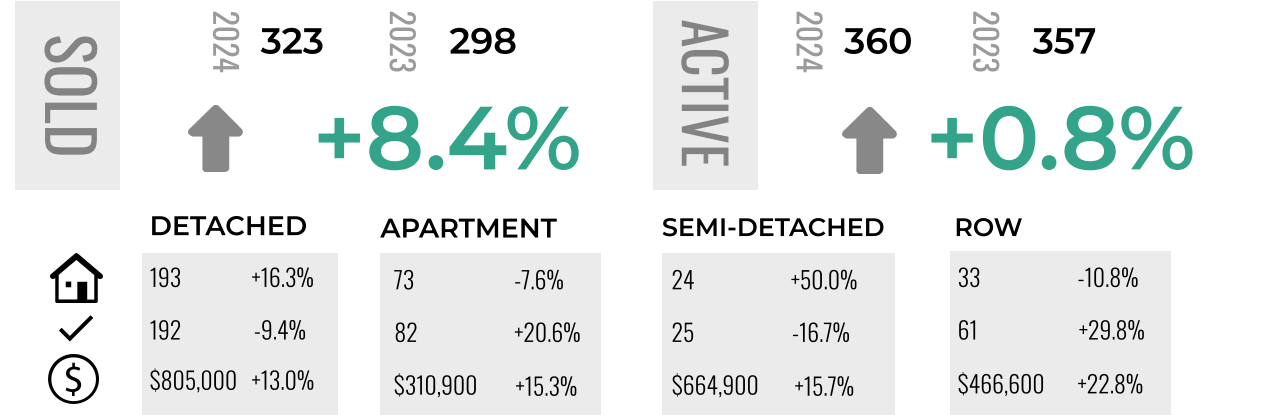 SOLD
2024 323 2023 298
+8.4%
ACTIVE
2024 360 2023 357
+0.8%
DETACHED APARTMENT SEMI-DETACHED ROW
193 +16.3% 73 -7.6% 24 +50.0% 33 -10.8%
192 -9.4% 82 +20.6% 25 -16.7% 61 +29.8%
$ $805,000 +13.0% $310,900 +15.3% $664,900 +15.7% $466,600 +22.8%